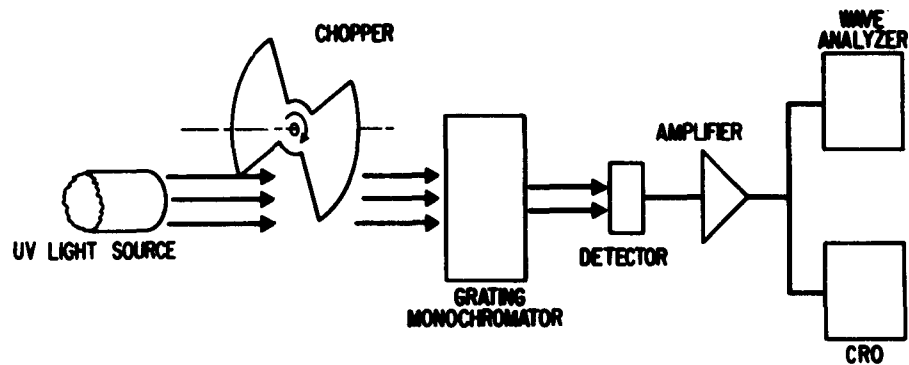 CHOPPER
WAVE
ANALYZER
AMPLIFIER
UV LIGHT SOURCE
DETECTOR
GRATING
MONOCHROMATOR
CRO